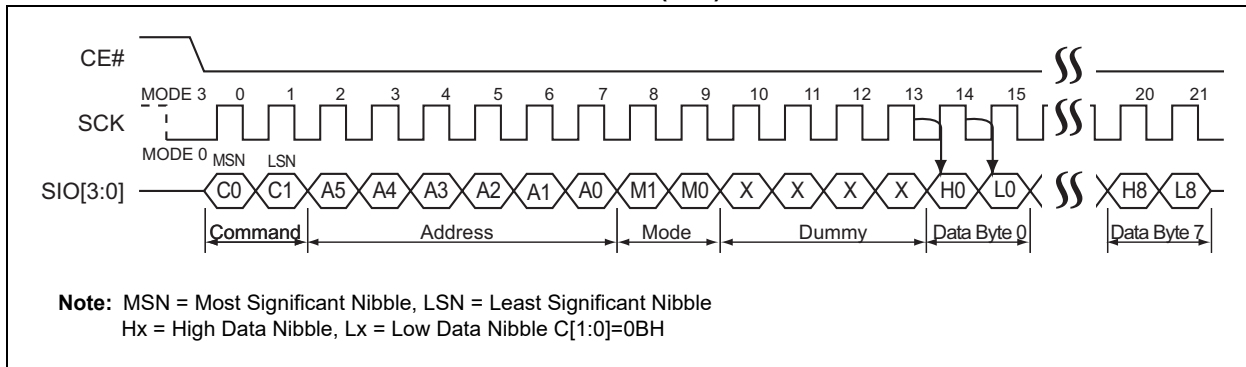 CE#
MODE 3 0 1 2 3 4 5 6 7 8 9 10 11 12 13 14 15 20 21
SCK
MODE 0
MSN LSN
SIO[3:0] C0 C1 A5 A4 A3 A2 A1 A0 M1 M0 X X X X H0 L0 H8 L8
Command Address Mode Dummy Data Byte 0 Data Byte 7
Note: MSN = Most Significant Nibble, LSN = Least Significant Nibble
Hx = High Data Nibble, Lx = Low Data Nibble C[1:0]=0BH